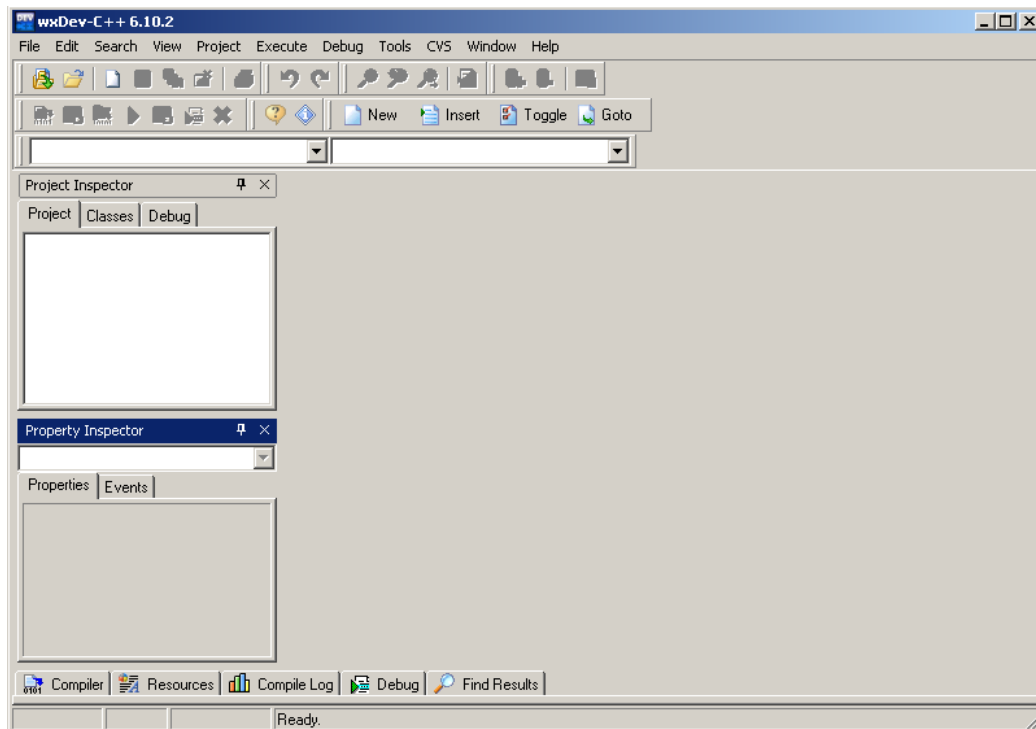 wxDev-C++ 6.10.2
File Edit Search View Project Execute Debug Tools CVS Window Help
New Insert Toggle Goto
Project Inspector
Project Classes Debug
Property Inspector
Properties Events
Compiler Resources Compile Log Debug Find Results
Ready.